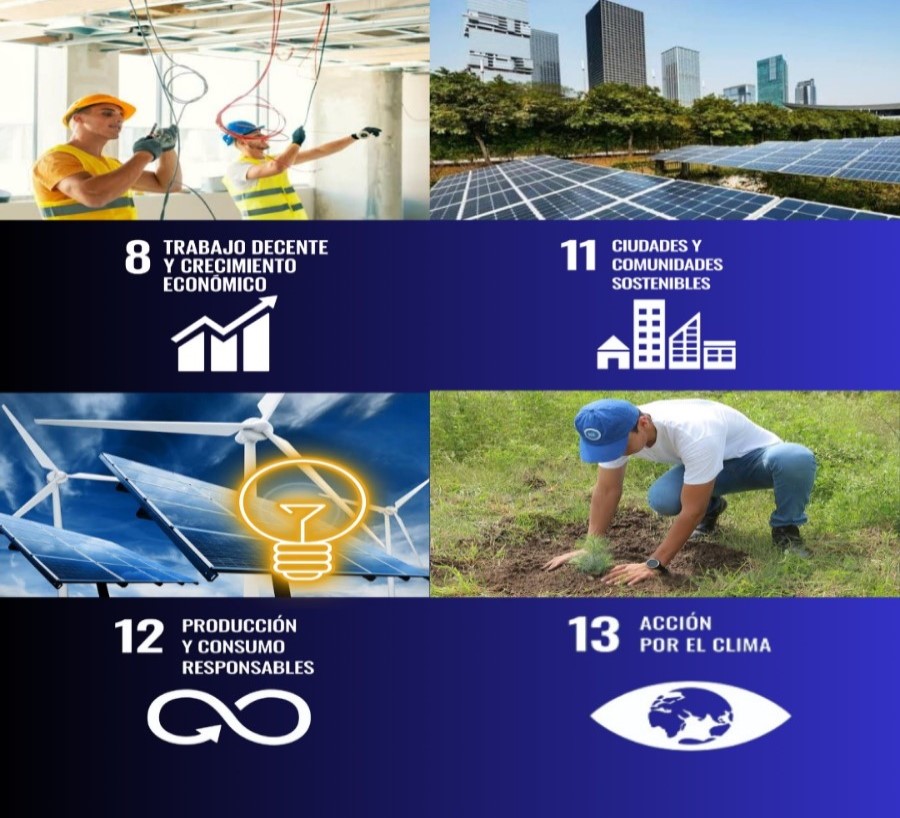 8
TRABAJO DECENTE
Y CRECIMIENTO
ECONÓMICO
11
CIUDADES Y
COMUNIDADES
SOSTENIBLES
12
PRODUCCIÓN
Y CONSUMO
RESPONSABLES
13
ACCIÓN
POR EL CLIMA